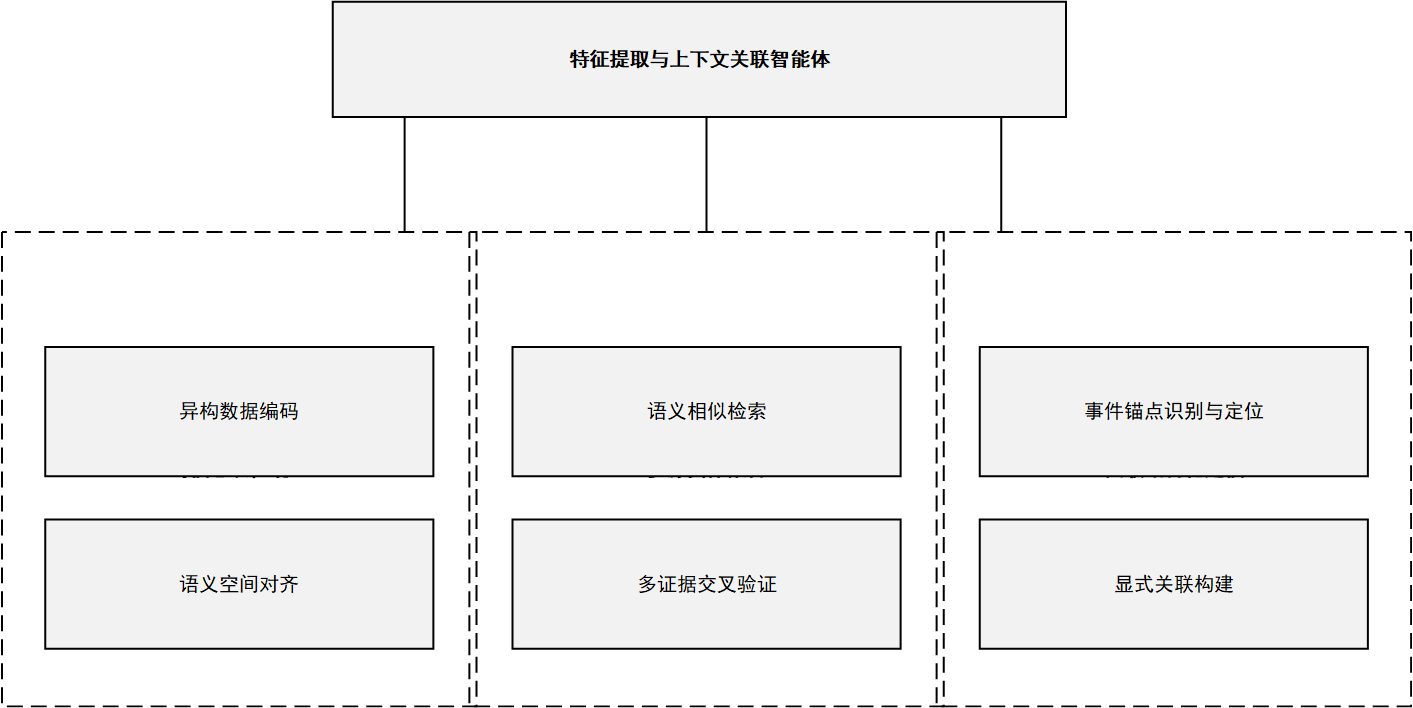 特征提取与上下文关联智能体
异构数据编码
语义相似检索
事件锚点识别与定位
语义空间对齐
多证据交叉验证
显式关联构建